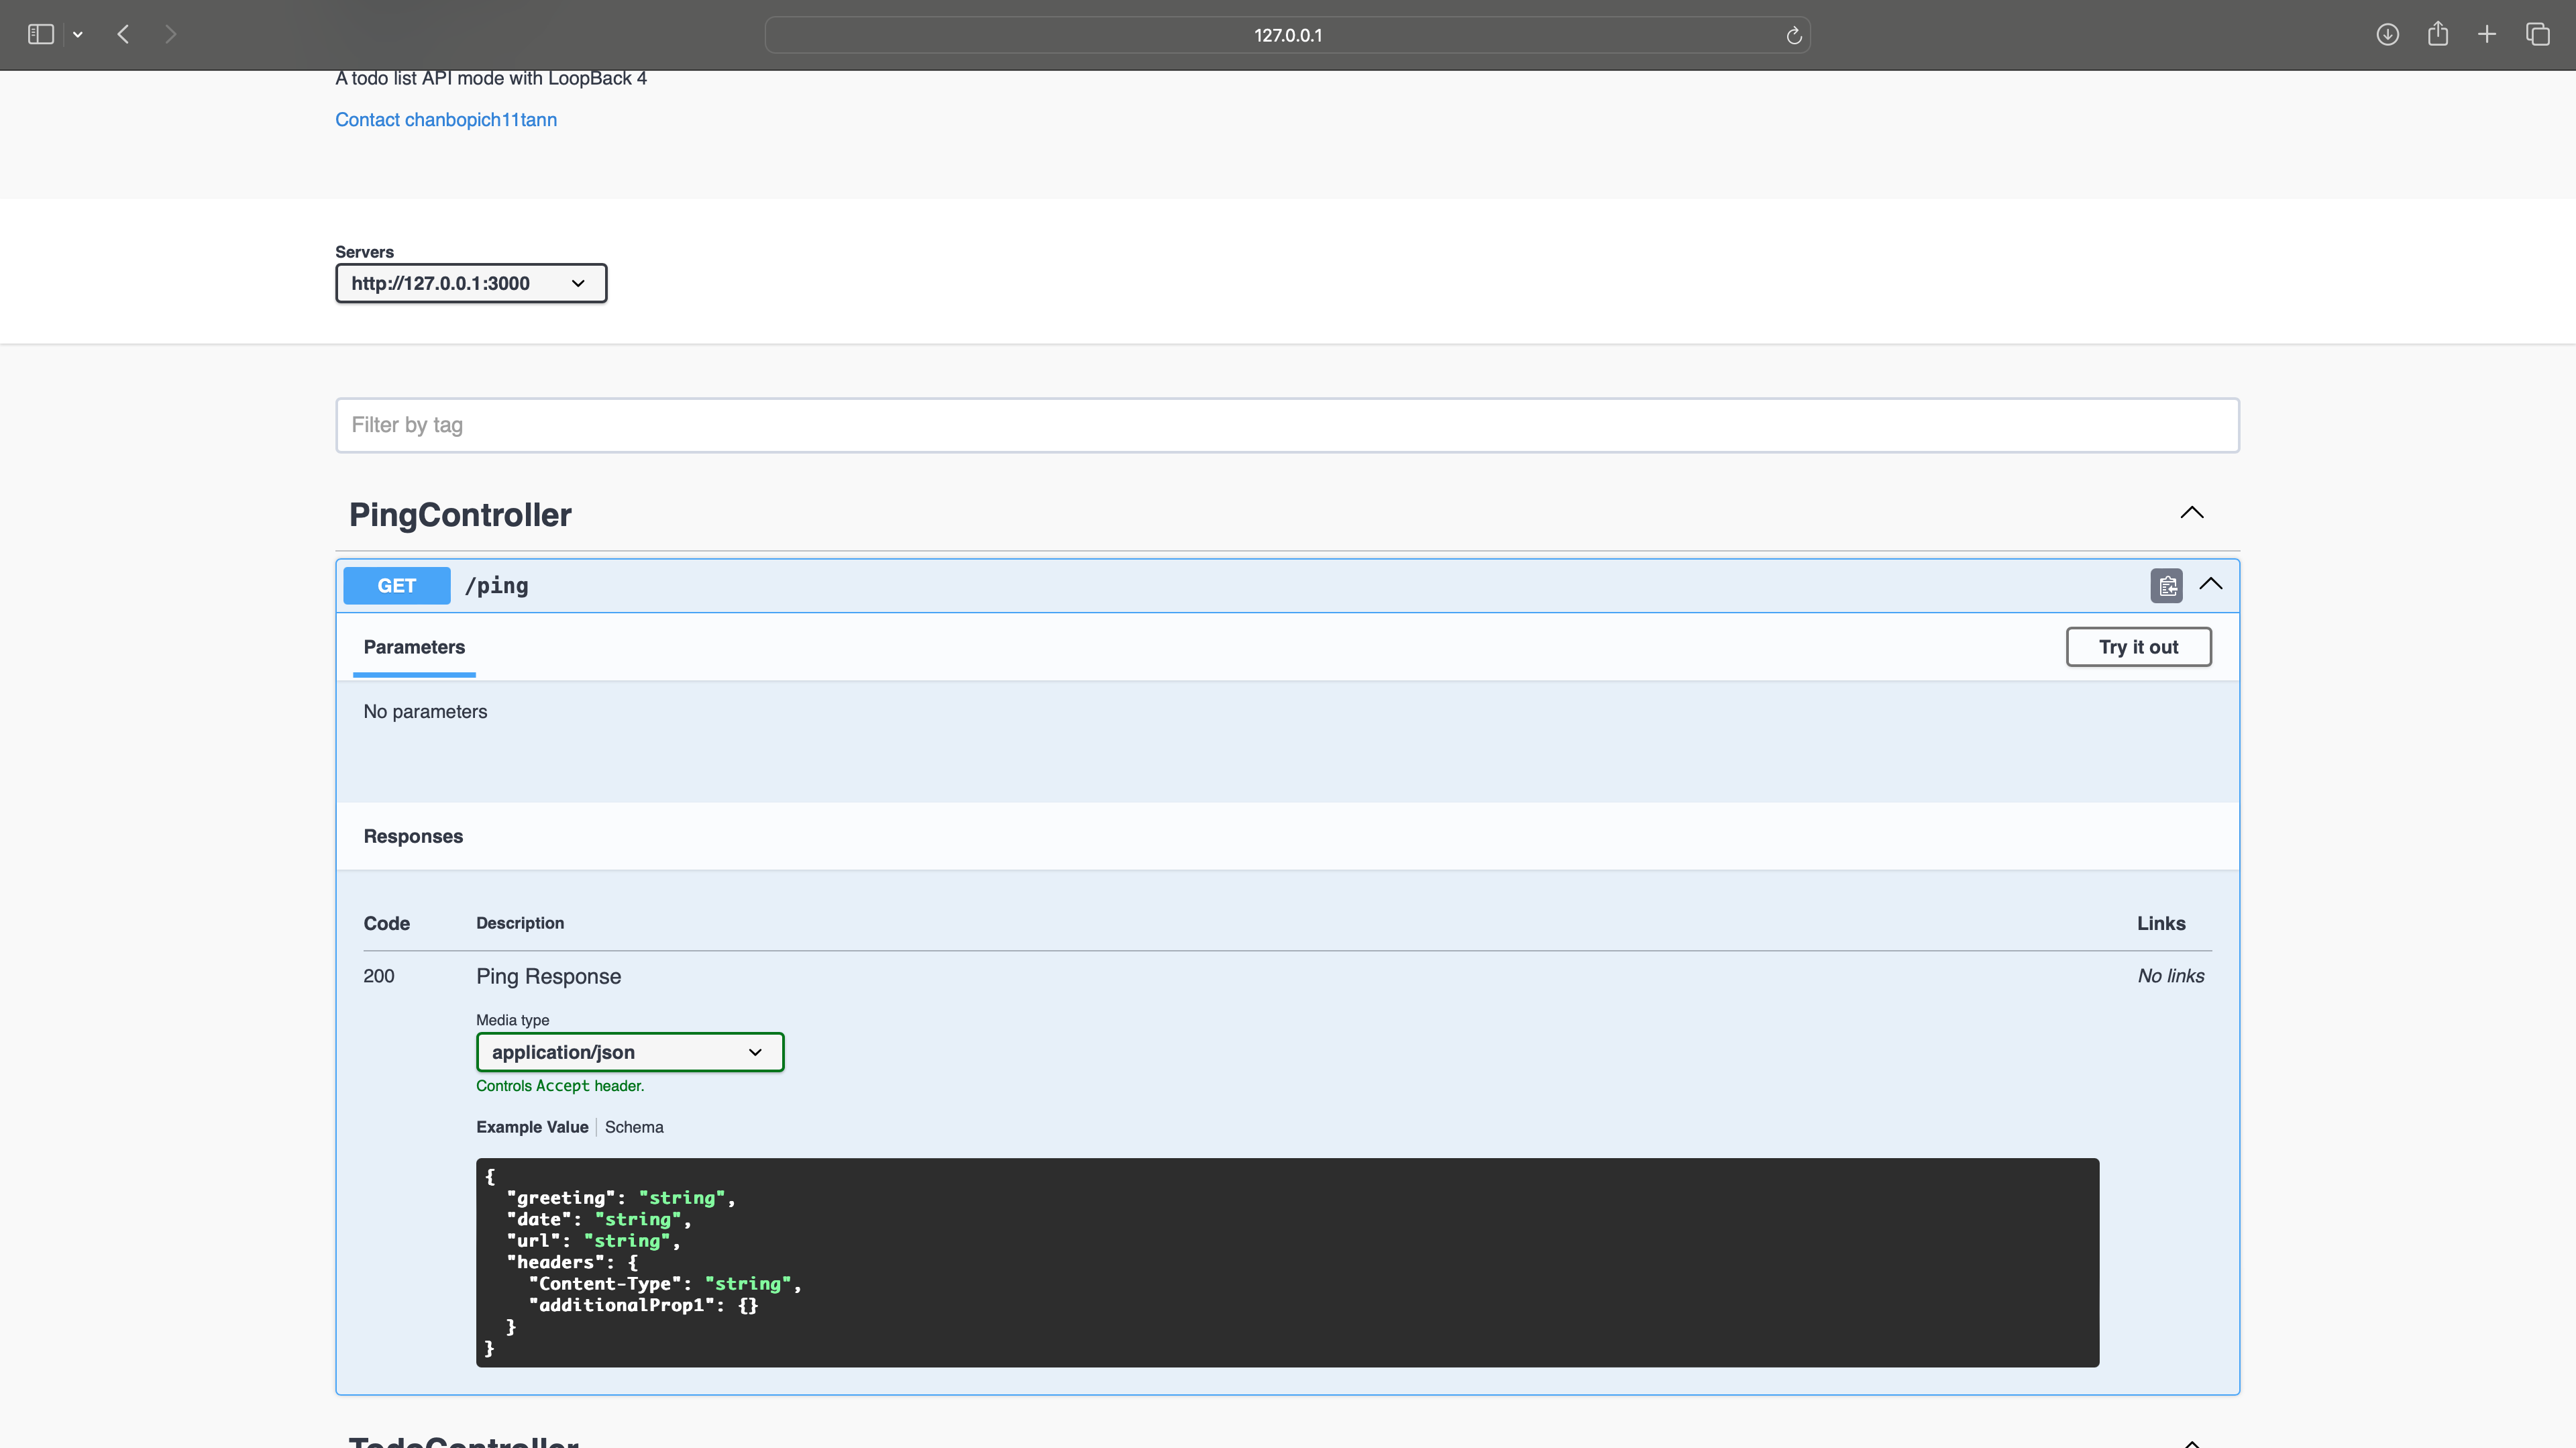 127.0.0.1
A todo list API mode with LoopBack 4
Contact chanbopich11tann
Servers
http://127.0.0.1:3000
Filter by tag
PingController
GET /ping
Parameters
Try it out
No parameters
Responses
Code Description Links
200 Ping Response No links
Media type
application/json
Controls Accept header.
Example Value Schema
{
"greeting": "string",
"date": "string",
"url": "string",
"headers": {
"Content-Type": "string",
"additionalProp1": {}
}
}
TodoController